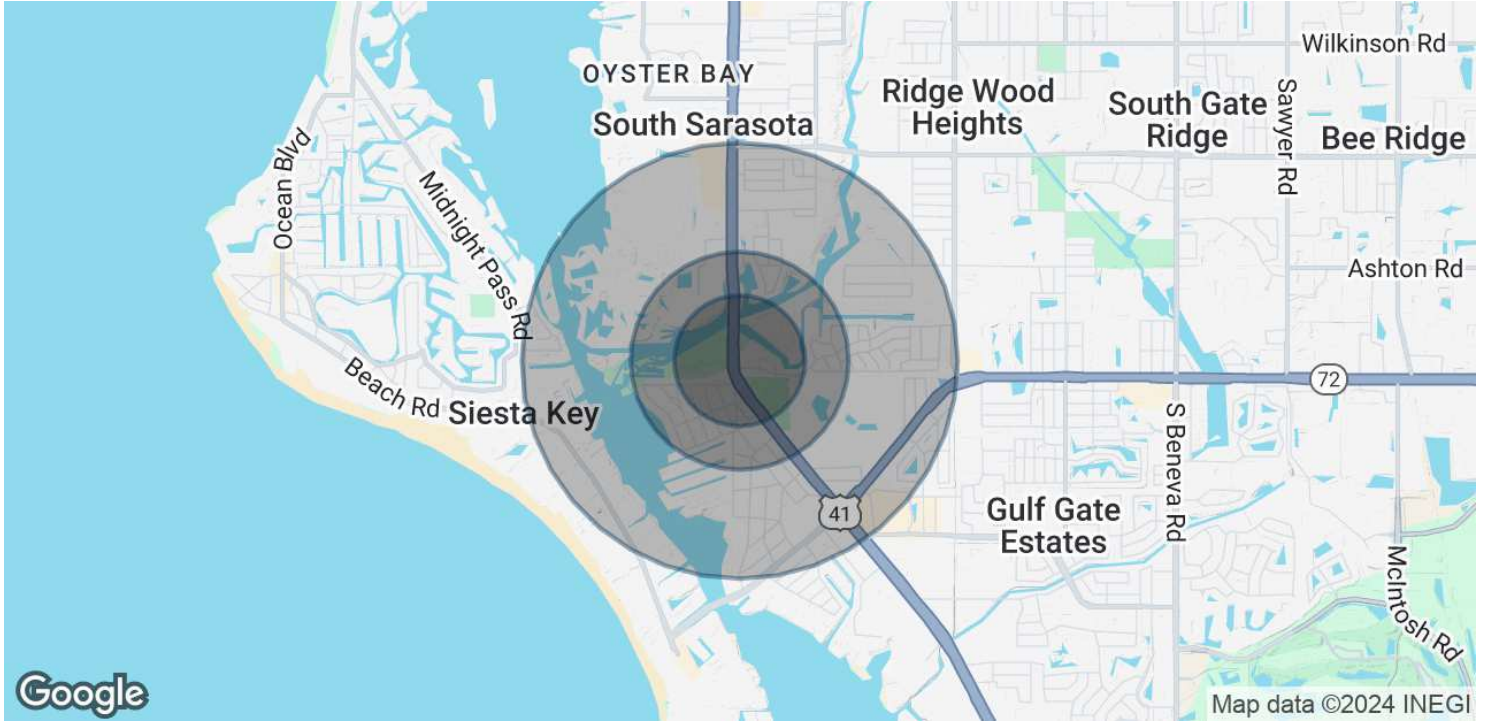 Wilkinson Rd
OYSTER BAY
Ridge Wood
Heights
South Gate
Ridge
Sawyer Rd
Bee Ridge
South Sarasota
Ocean Blvd
Midnight Pass Rd
Ashton Rd
Beach Rd
Siesta Key
72
S Beneva Rd
41
Gulf Gate
Estates
McIntosh Rd
Google
Map data ©2024 INEGI